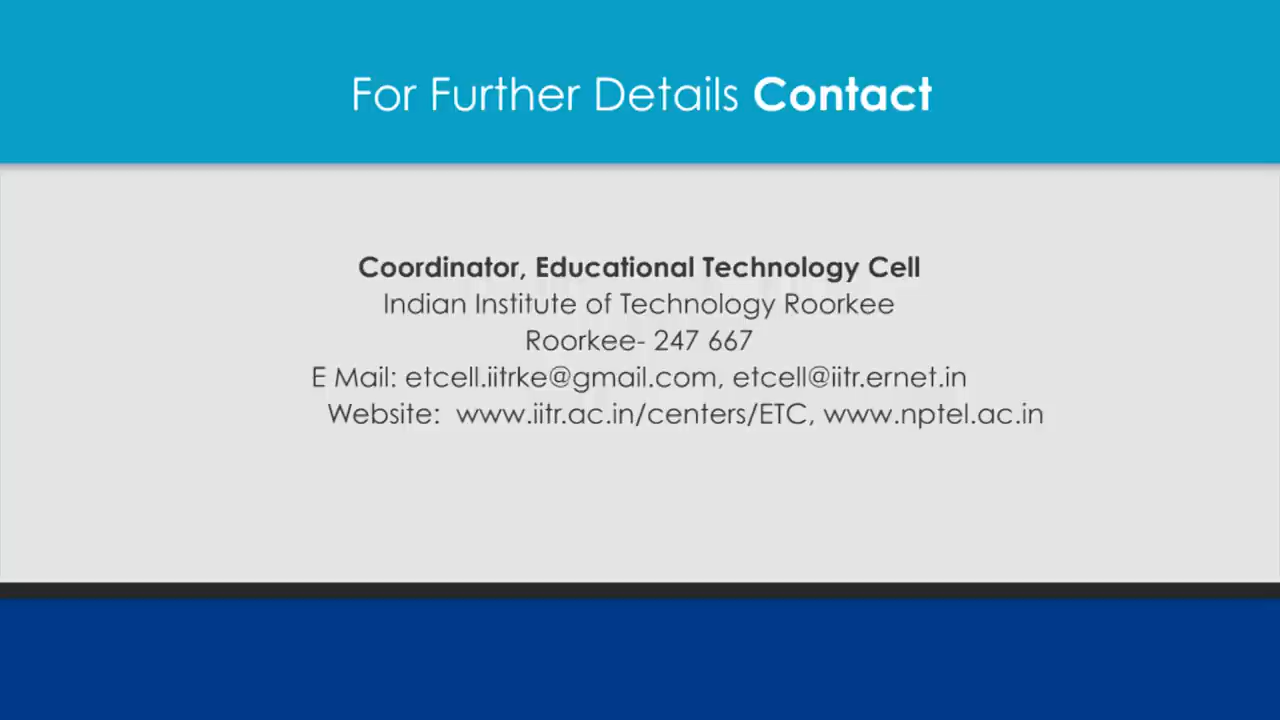 For Further Details Contact
Coordinator, Educational Technology Cell
Indian Institute of Technology Roorkee
Roorkee- 247 667
E Mail: etcell.iitrke@gmail.com, etcell@iitr.ernet.in
Website: www.iitr.ac.in/centers/ETC, www.nptel.ac.in